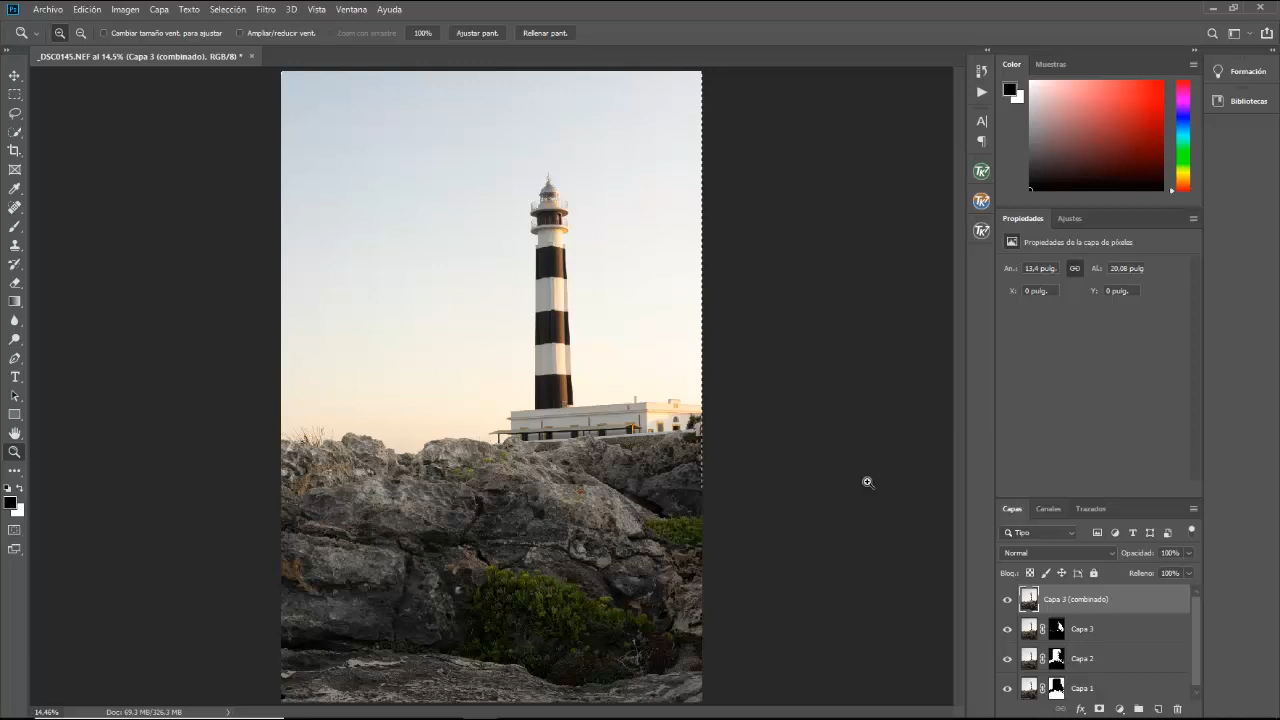 Ps Archivo Edición Imagen Capa Texto Selección Filtro 3D Vista Ventana Ayuda
Cambiar tamaño vent. para ajustar Ampliar/reducir vent. Zoom con arrastre 100% Ajustar pant. Rellenar pant.
_DSC0145.NEF al 14.5% (Capa 3 (combinado), RGB/8) *
Color Muestras
Formación
Bibliotecas
TK
TK
TK
Propiedades Ajustes
Propiedades de la capa de píxeles
An.: 13,4 pulg. Al.: 20,08 pulg
X: 0 pulg. Y: 0 pulg.
Capas Canales Trazados
Tipo
Normal Opacidad: 100%
Bloq.: Relleno: 100%
Capa 3 (combinado)
Capa 3
Capa 2
Capa 1
14.46% Doc: 69.3 MB/326.3 MB